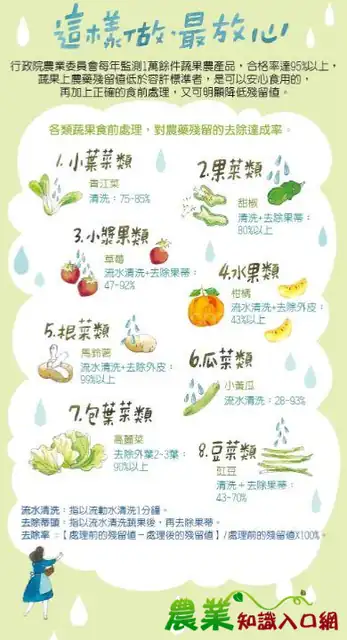 這樣做·最放心
行政院農業委員會每年監測1萬餘件蔬果農產品，合格率達95%以上，
蔬果上農藥殘留值低於容許標準者，是可以安心食用的，
再加上正確的食前處理，又可明顯降低殘留值。
各類蔬果食前處理，對農藥殘留的去除達成率。
1.小葉菜類
青江菜
清洗：75-85%
2.果菜類
甜椒
清洗+去除果蒂：
80%以上
3.小漿果類
草莓
流水清洗+去除果蒂：
47-92%
4.水果類
柑橘
流水清洗+去除外皮：
43%以上
5.根菜類
馬鈴薯
流水清洗+去除外皮：
99%以上
6.瓜菜類
小黃瓜
流水清洗：28-93%
7.包葉菜類
高麗菜
去除外葉2-3葉：
90%以上
8.豆菜類
豇豆
清洗+去除果蒂：
43-70%
流水清洗：指以流動水清洗1分鐘。
去除蒂頭：指以流水清洗蔬果後，再去除果蒂。
去除率：【處理前的殘留值－處理後的殘留值】/處理前的殘留值X100%。
農業知識入口網